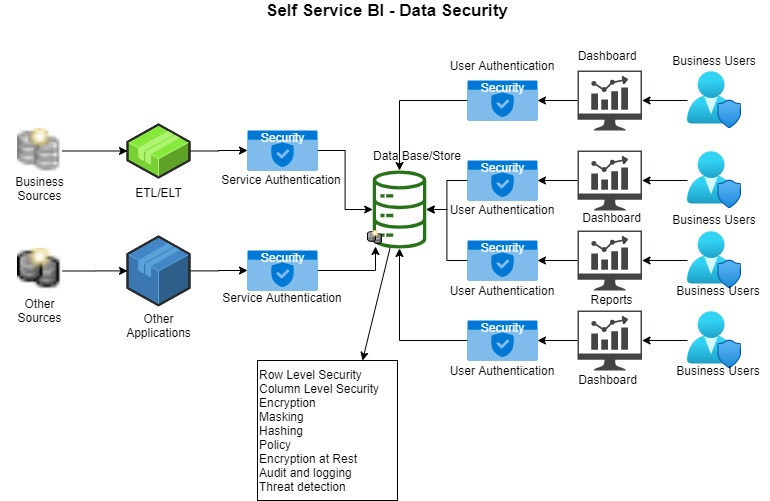 Self Service BI - Data Security
User Authentication
Dashboard
Business Users
Security
Security
Service Authentication
Business
Sources
ETL/ELT
Data Base/Store
Security
User Authentication
Dashboard
Business Users
Security
Service Authentication
Other
Sources
Other
Applications
Security
User Authentication
Reports
Business Users
Security
User Authentication
Dashboard
Business Users
Row Level Security
Column Level Security
Encryption
Masking
Hashing
Policy
Encryption at Rest
Audit and logging
Threat detection